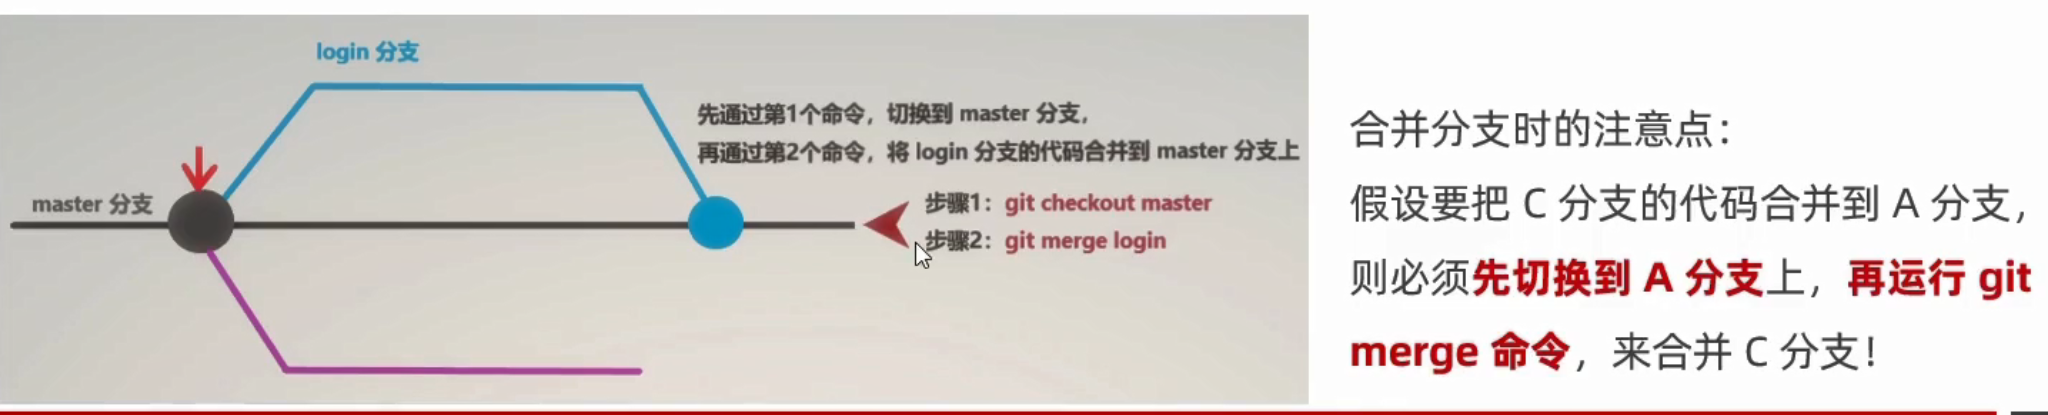 login 分支
先通过第1个命令，切换到 master 分支，
再通过第2个命令，将 login 分支的代码合并到 master 分支上
master 分支
步骤1：git checkout master
步骤2：git merge login
合并分支时的注意点：
假设要把 C 分支的代码合并到 A 分支，
则必须先切换到 A 分支上，再运行 git
merge 命令，来合并 C 分支！